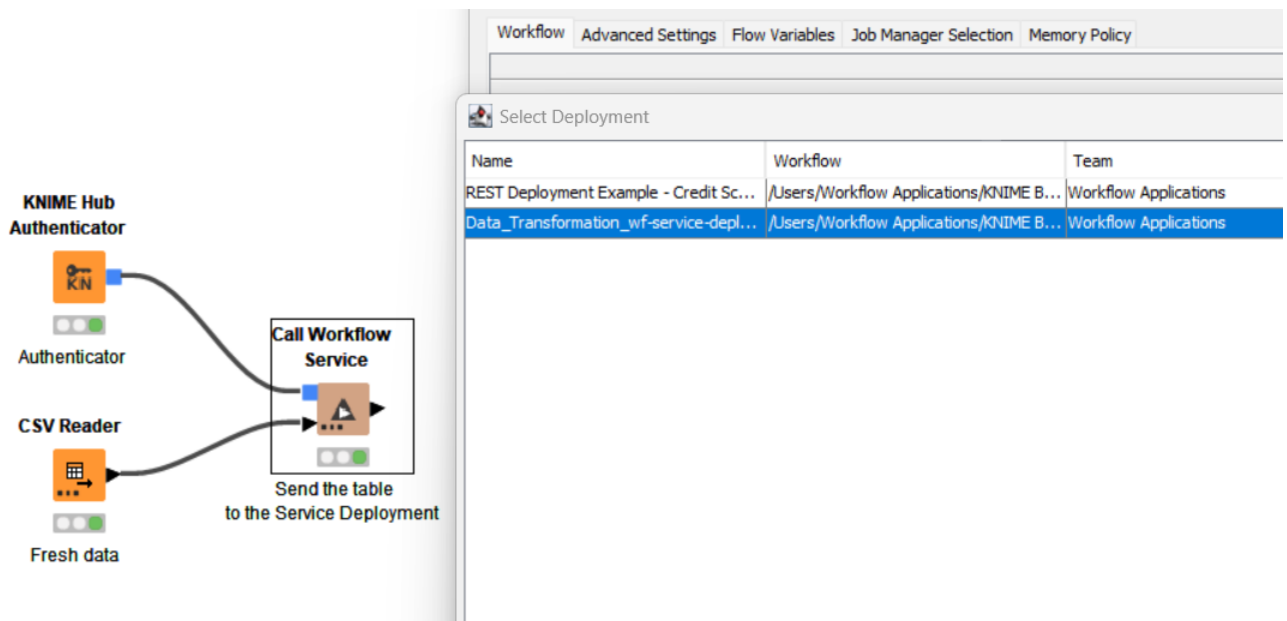 Workflow Advanced Settings Flow Variables Job Manager Selection Memory Policy
Select Deployment
Name Workflow Team
REST Deployment Example - Credit Sc... /Users/Workflow Applications/KNIME B... Workflow Applications
Data_Transformation_wf-service-depl... /Users/Workflow Applications/KNIME B... Workflow Applications
KNIME Hub
Authenticator
KN
Authenticator
Call Workflow
Service
Send the table
to the Service Deployment
CSV Reader
Fresh data